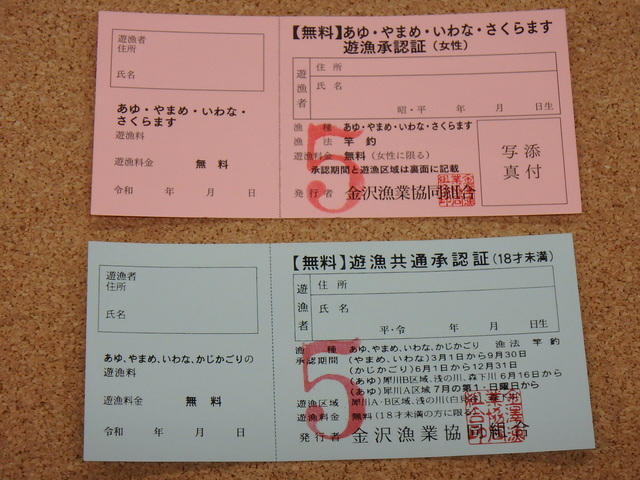 遊漁者
住所
氏名
あゆ・やまめ・いわな・
さくらます
遊漁料
遊漁料金 無料
令和 年 月 日
【無料】あゆ・やまめ・いわな・さくらます
遊漁承認証(女性)
遊漁者
住所
氏名
昭・平 年 月 日生
漁種 あゆ・やまめ・いわな・さくらます
漁法 竿釣
遊漁料金 無料(女性に限る)
承認期間と遊漁区域は裏面に記載
発行者 金沢漁業協同組合
写真添付
5
遊漁者
住所
氏名
あゆ、やまめ、いわな、かじかごりの
遊漁料
遊漁料金 無料
令和 年 月 日
【無料】遊漁共通承認証(18才未満)
遊漁者
住所
氏名
平・令 年 月 日生
漁種 あゆ、やまめ、いわな、かじかごり 漁法 竿釣
承認期間 (やまめ、いわな)3月1日から9月30日
(かじかごり)6月1日から12月31日
(あゆ)犀川B区域、浅の川、森下川 6月16日から
(あゆ)犀川A区域 7月の第1・日曜日から
遊漁区域 犀川A・B区域、浅の川
遊漁料金 無料(18才未満の方に限る)
発行者 金沢漁業協同組合
5